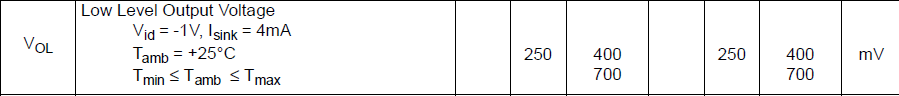 Low Level Output Voltage
Vid = -1V, Isink = 4mA
VOL
Tamb = +25°C 250 400 250 400 mV
Tmin ≤ Tamb ≤ Tmax 700 700